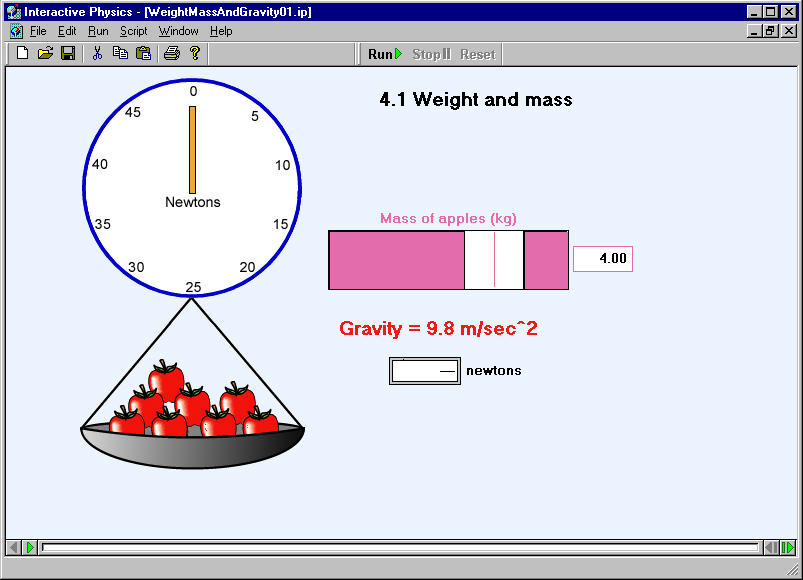 Interactive Physics - [WeightMassAndGravity01.ip]
File Edit Run Script Window Help
Run Stop Reset
4.1 Weight and mass
0
45 5
40 10
Newtons
35 15
30 20
25
Mass of apples (kg)
4.00
Gravity = 9.8 m/sec^2
newtons